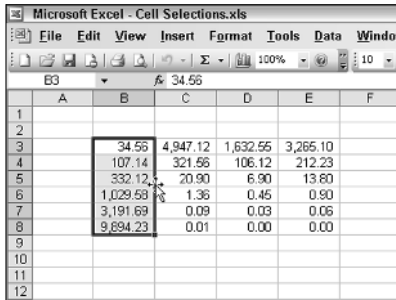 Microsoft Excel - Cell Selections.xls
File Edit View Insert Format Tools Data Windo
Σ 100% 10
B3 fx 34.56
A B C D E F
1
2
3 34.56 4,947.12 1,632.55 3,265.10
4 107.14 321.56 106.12 212.23
5 332.12 20.90 6.90 13.80
6 1,029.58 1.36 0.45 0.90
7 3,191.69 0.09 0.03 0.06
8 9,894.23 0.01 0.00 0.00
9
10
11
12